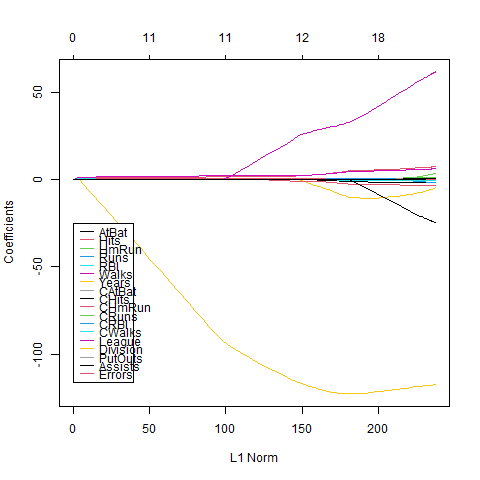 0 11 11 12 18
50
0
-50
-100
Coefficients
AtBat
Hits
HmRun
Runs
RBI
Walks
Years
CAtBat
CHits
CHmRun
CRuns
CRBI
CWalks
League
Division
PutOuts
Assists
Errors
0 50 100 150 200
L1 Norm